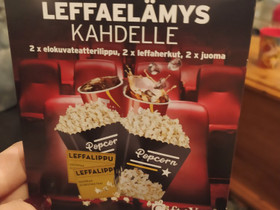 LEFFAELÄMYS
KAHDELLE
2 x elokuvateatterilippu, 2 x leffaherkut, 2 x juoma
Popcorn
Popcorn
LEFFALIPPU
LEFFALIPPU